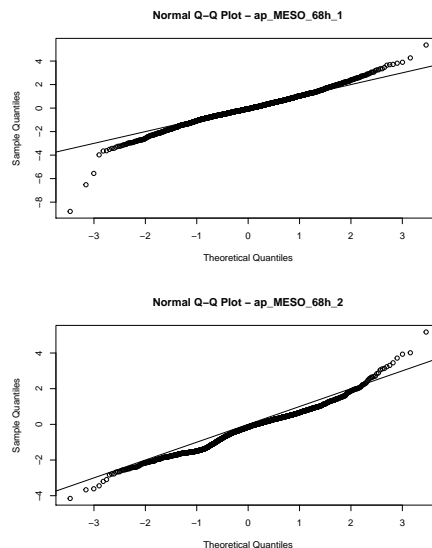 Normal Q−Q Plot − ap_MESO_68h_1
4
2
0
−2
−4
−6
−8
Sample Quantiles
−3 −2 −1 0 1 2 3
Theoretical Quantiles
Normal Q−Q Plot − ap_MESO_68h_2
4
2
0
−2
−4
Sample Quantiles
−3 −2 −1 0 1 2 3
Theoretical Quantiles